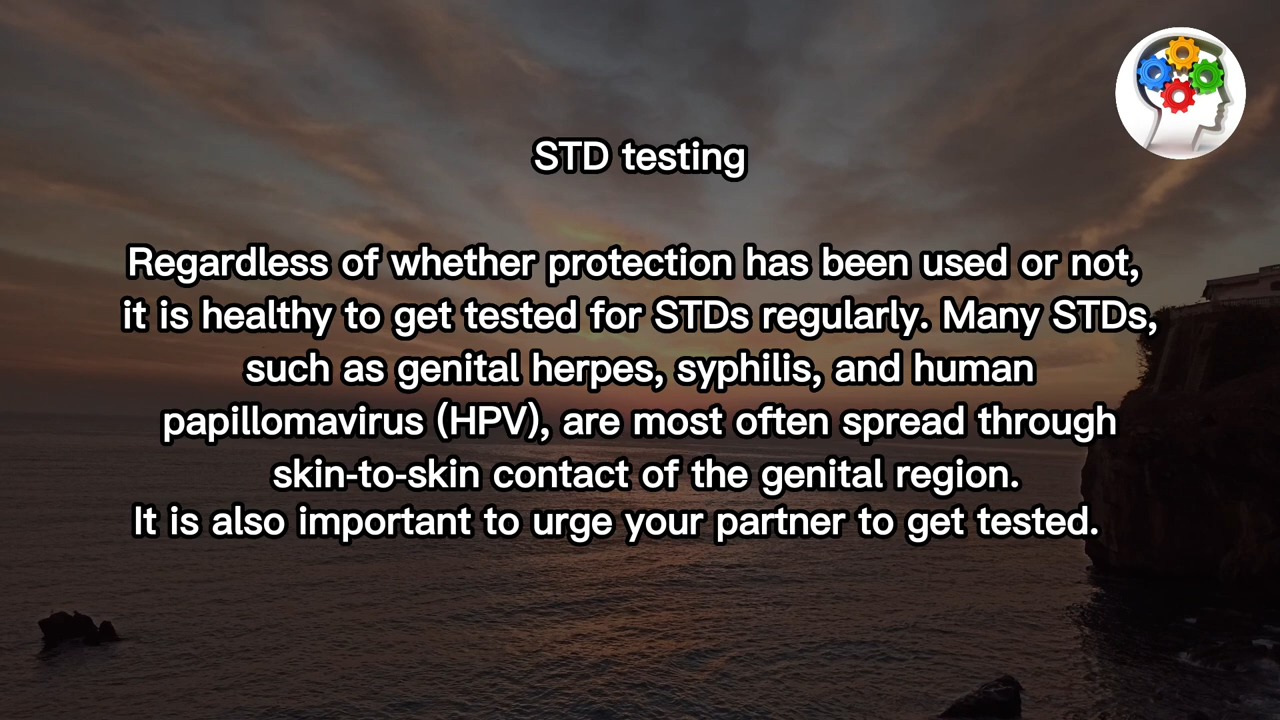 STD testing
Regardless of whether protection has been used or not,
it is healthy to get tested for STDs regularly. Many STDs,
such as genital herpes, syphilis, and human
papillomavirus (HPV), are most often spread through
skin-to-skin contact of the genital region.
It is also important to urge your partner to get tested.